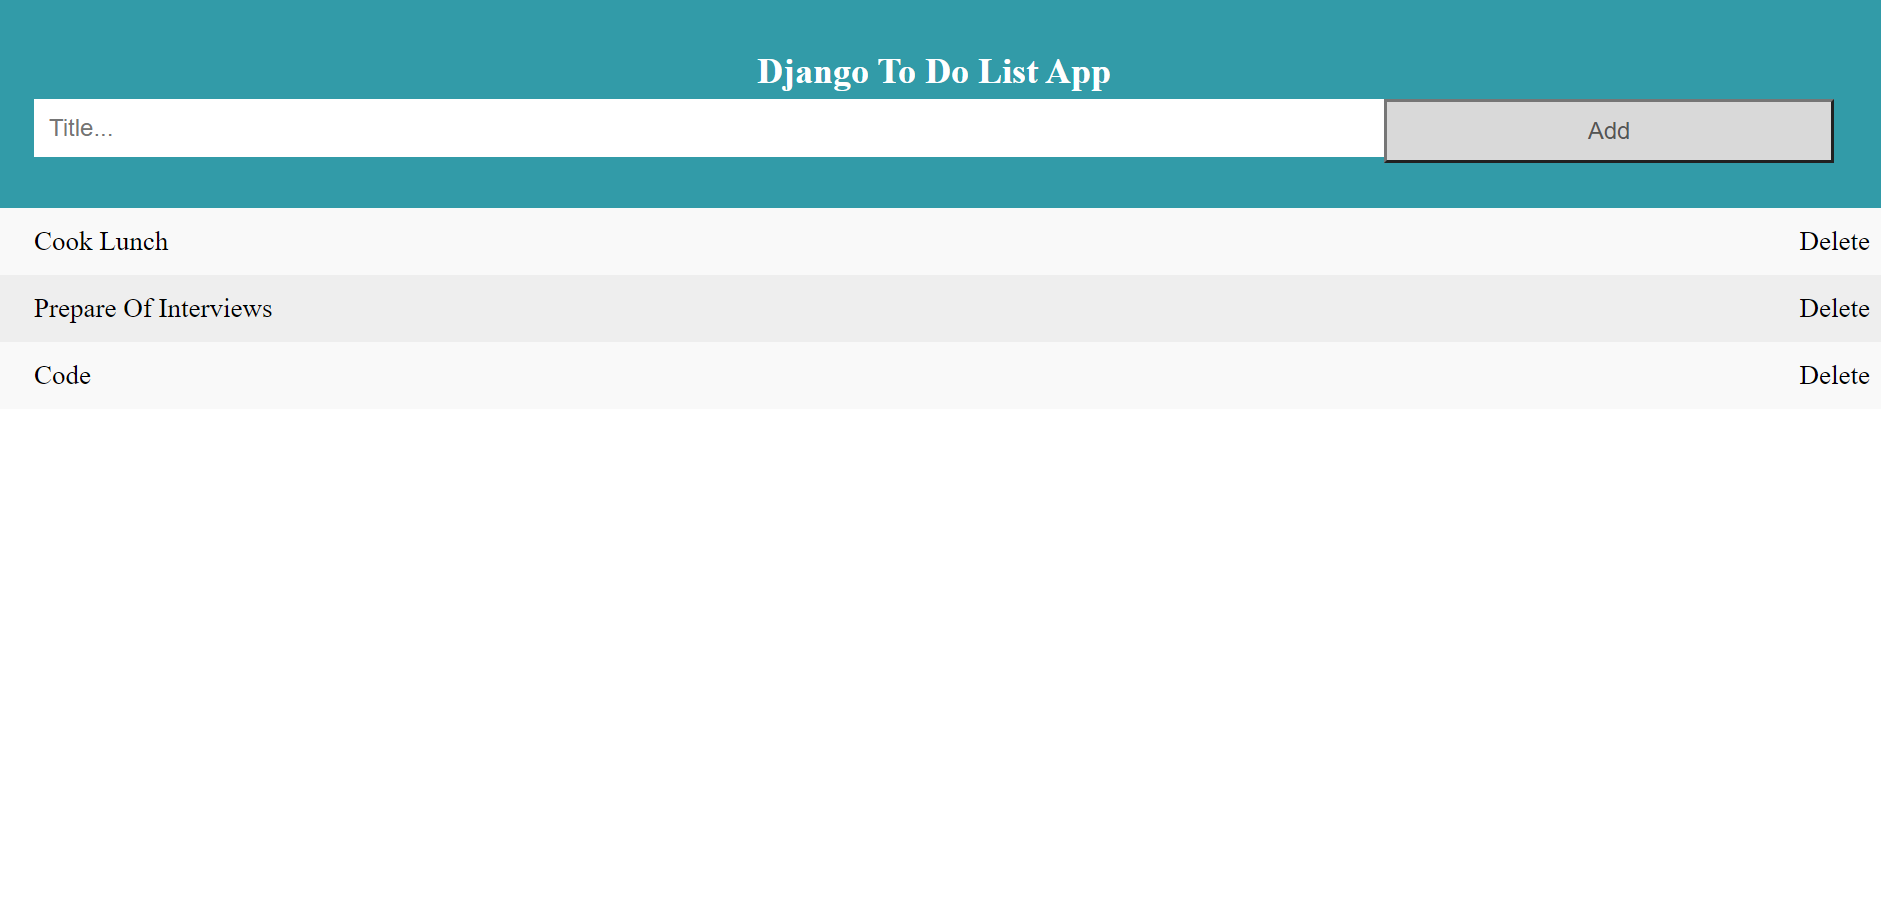 Django To Do List App
Title... Add
Cook Lunch Delete
Prepare Of Interviews Delete
Code Delete